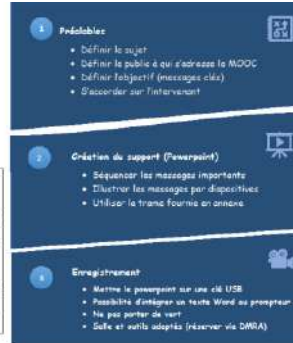 1 Préalables
• Définir le sujet
• Définir le public à qui s'adresse le MOOC
• Définir l'objectif (messages clés)
• S'accorder sur l'intervenant
2 Création du support (Powerpoint)
• Séquencer les messages importants
• Illustrer les messages par diapositives
• Utiliser la trame fournie en annexe
Enregistrement
• Mettre le powerpoint sur une clé USB
• Possibilité d'intégrer un texte Word au prompteur
• Ne pas porter de vert
• Salle et outils adaptés (réserver via DMRA)